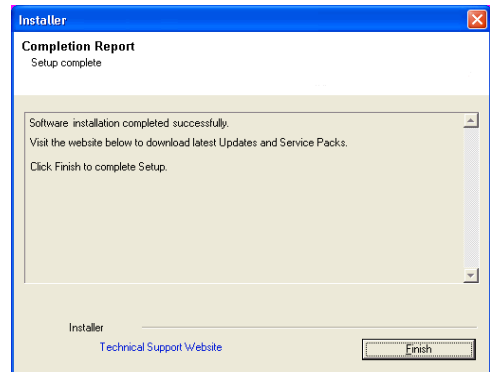 Installer
Completion Report
Setup complete
Software installation completed successfully.
Visit the website below to download latest Updates and Service Packs.
Click Finish to complete Setup.
Installer
Technical Support Website
Finish